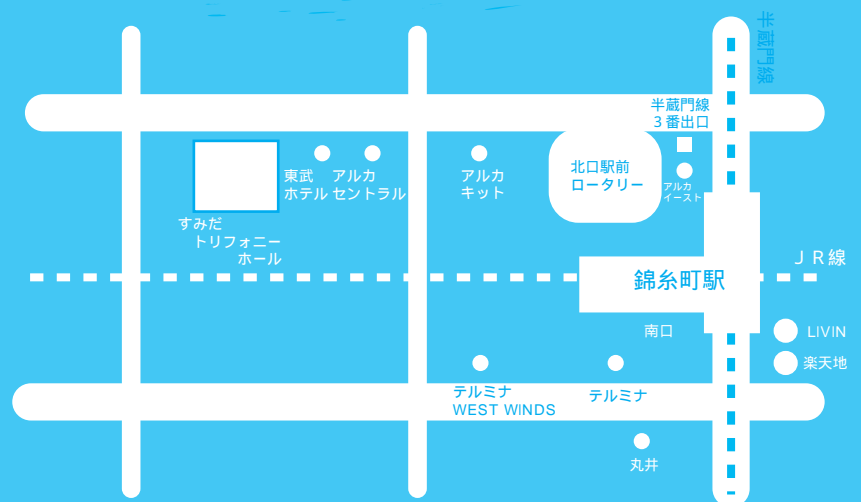 半蔵門線
半蔵門線
3番出口
北口駅前
ロータリー
アルカ
イースト
東武
ホテル
アルカ
セントラル
アルカ
キット
すみだ
トリフォニー
ホール
JR線
錦糸町駅
南口
LIVIN
楽天地
テルミナ
WEST WINDS
テルミナ
丸井